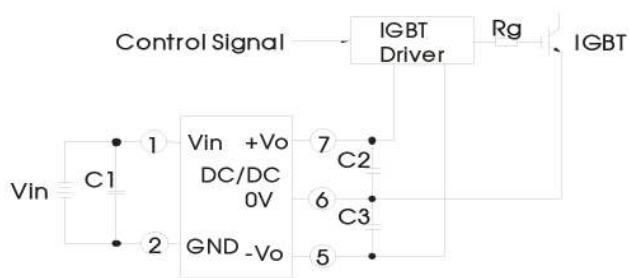 Control Signal
IGBT
Driver
Rg
IGBT
1
Vin
+Vo
7
DC/DC
C2
Vin
C1
0V
6
C3
2
GND
-Vo
5